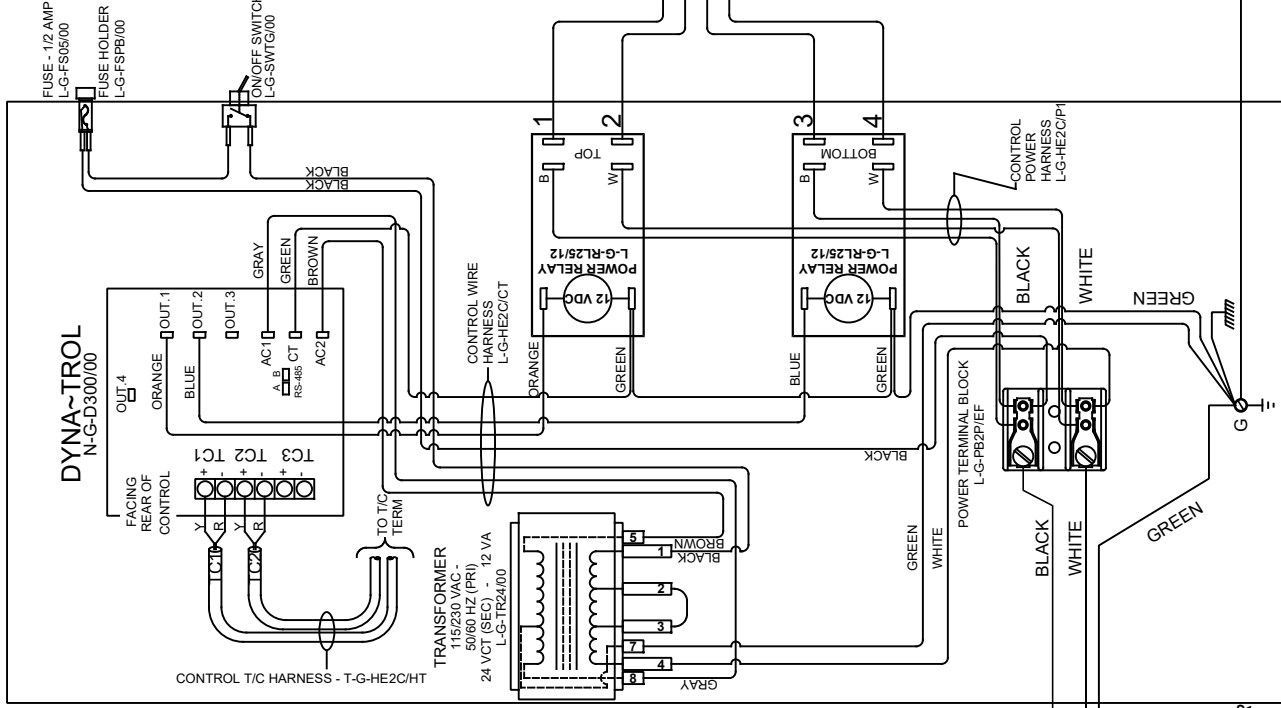 FUSE - 1/2 AMP
L-G-FS05/00
FUSE HOLDER
L-G-FSPB/00
ON/OFF SWITCH
L-G-SWTG/00
BLACK
BLACK
1
2
3
4
TOP
BOTTOM
B
W
B
W
CONTROL
POWER
HARNESS
L-G-HE2C/P1
POWER RELAY
L-G-RL25/12
12 VDC
POWER RELAY
L-G-RL25/12
12 VDC
BLACK
WHITE
GREEN
GRAY
GREEN
BROWN
DYNA~TROL
N-G-D300/00
OUT.4
OUT.1
OUT.2
OUT.3
AC1
CT
AC2
A B
RS-485
ORANGE
BLUE
CONTROL WIRE
HARNESS
L-G-HE2C/CT
ORANGE
GREEN
BLUE
GREEN
FACING
REAR OF
CONTROL
TC1
TC2
TC3
+ - + - + -
Y
R
Y
R
C1
C2
TO T/C
TERM
CONTROL T/C HARNESS - T-G-HE2C/HT
TRANSFORMER
115/230 VAC -
50/60 HZ (PRI)
24 VCT (SEC) - 12 VA
L-G-TR24/00
5
1
2
3
7
4
8
BROWN
BLACK
GRAY
BLACK
GREEN
WHITE
POWER TERMINAL BLOCK
L-G-PB2P/EF
BLACK
WHITE
GREEN
G